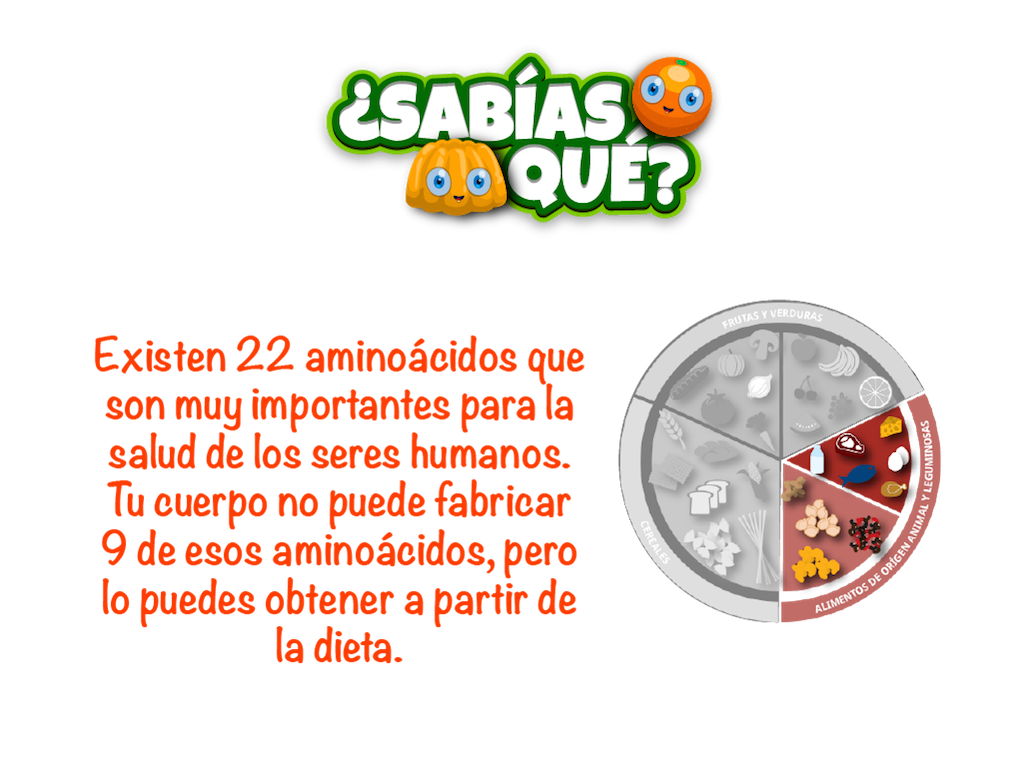 ¿SABÍAS
QUÉ?
FRUTAS Y VERDURAS
Existen 22 aminoácidos que
son muy importantes para la
salud de los seres humanos.
Tu cuerpo no puede fabricar
9 de esos aminoácidos, pero
lo puedes obtener a partir de
la dieta.
CEREALES
ALIMENTOS DE ORÍGEN ANIMAL Y LEGUMINOSAS